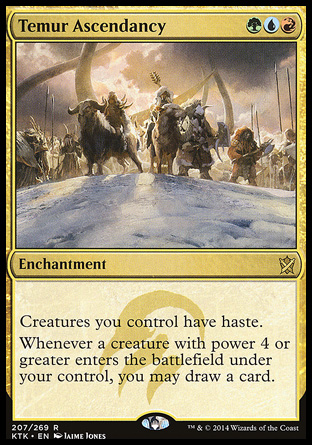 Temur Ascendancy
Enchantment
Creatures you control have haste.
Whenever a creature with power 4 or
greater enters the battlefield under
your control, you may draw a card.
207/269 R
KTK • EN Jaime Jones
™ & © 2014 Wizards of the Coast